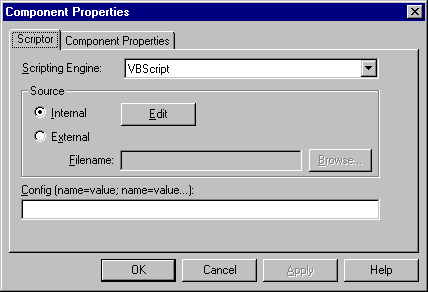 Component Properties
Scriptor Component Properties
Scripting Engine: VBScript
Source
Internal Edit
External
Filename: Browse...
Config (name=value; name=value...):
OK Cancel Apply Help